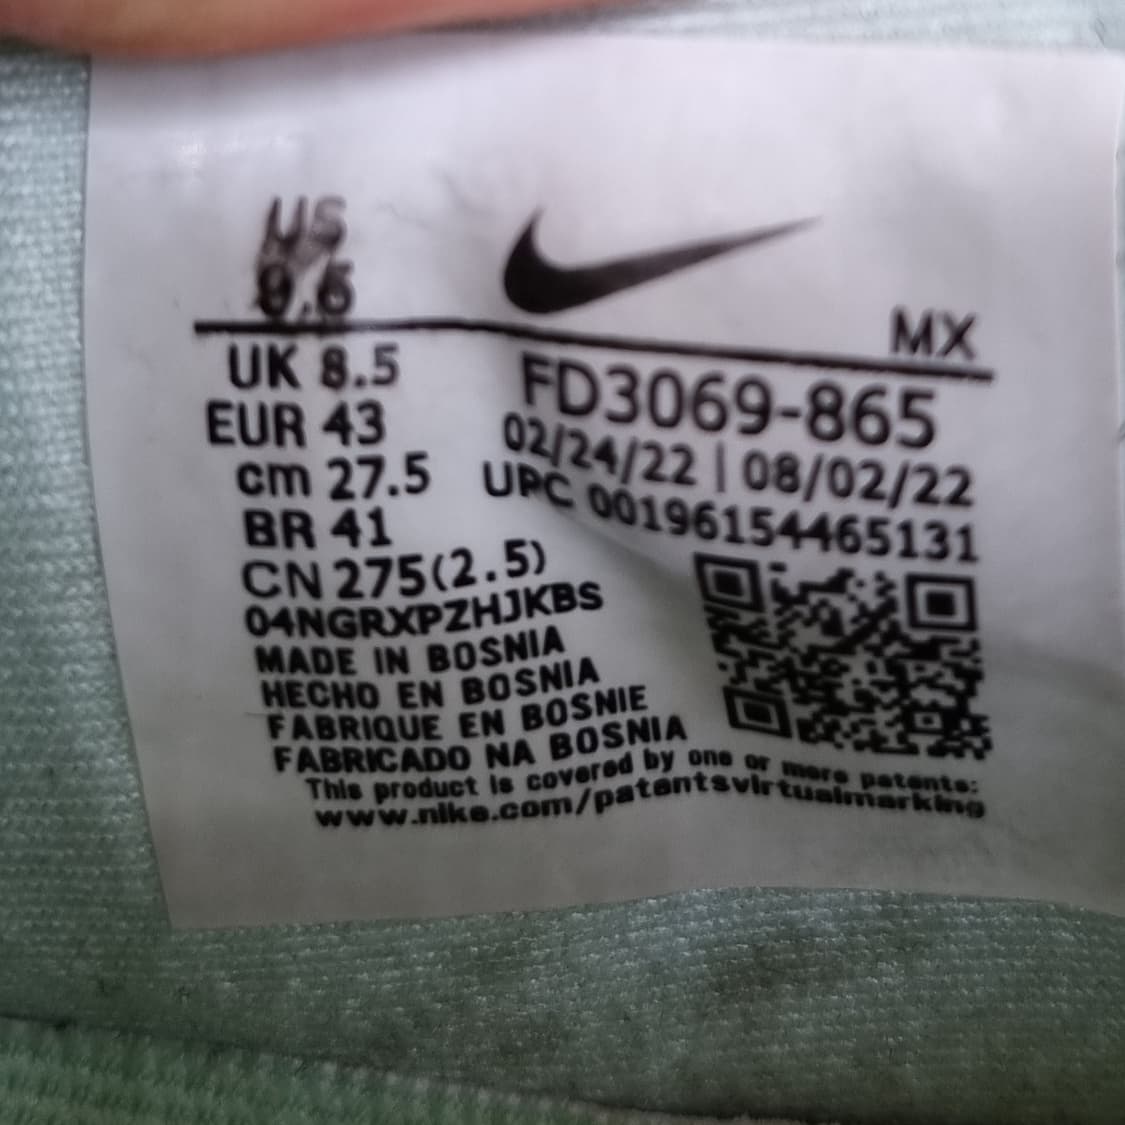 US
9.5
MX
UK 8.5
FD3069-865
EUR 43
02/24/22 | 08/02/22
cm 27.5
UPC 00196154465131
BR 41
CN 275(2.5)
04NGRXPZHJKBS
MADE IN BOSNIA
HECHO EN BOSNIA
FABRIQUE EN BOSNIE
FABRICADO NA BOSNIA
This product is covered by one or more patents:
www.nike.com/patentsvirtualmarking